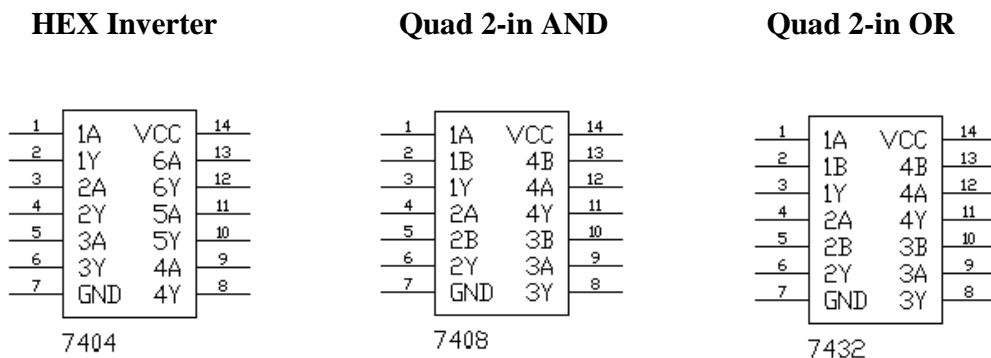 HEX Inverter
Quad 2-in AND
Quad 2-in OR
1 1A VCC 14
2 1Y 6A 13
3 2A 6Y 12
4 2Y 5A 11
5 3A 5Y 10
6 3Y 4A 9
7 GND 4Y 8
7404
1 1A VCC 14
2 1B 4B 13
3 1Y 4A 12
4 2A 4Y 11
5 2B 3B 10
6 2Y 3A 9
7 GND 3Y 8
7408
1 1A VCC 14
2 1B 4B 13
3 1Y 4A 12
4 2A 4Y 11
5 2B 3B 10
6 2Y 3A 9
7 GND 3Y 8
7432